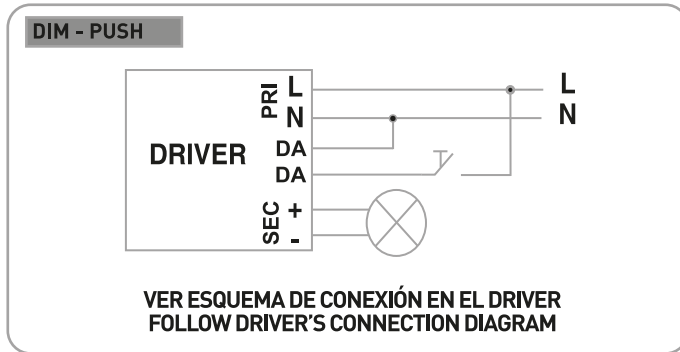 DIM - PUSH
PRI
L
N
DRIVER
DA
DA
SEC
+
-
L
N
VER ESQUEMA DE CONEXIÓN EN EL DRIVER
FOLLOW DRIVER'S CONNECTION DIAGRAM